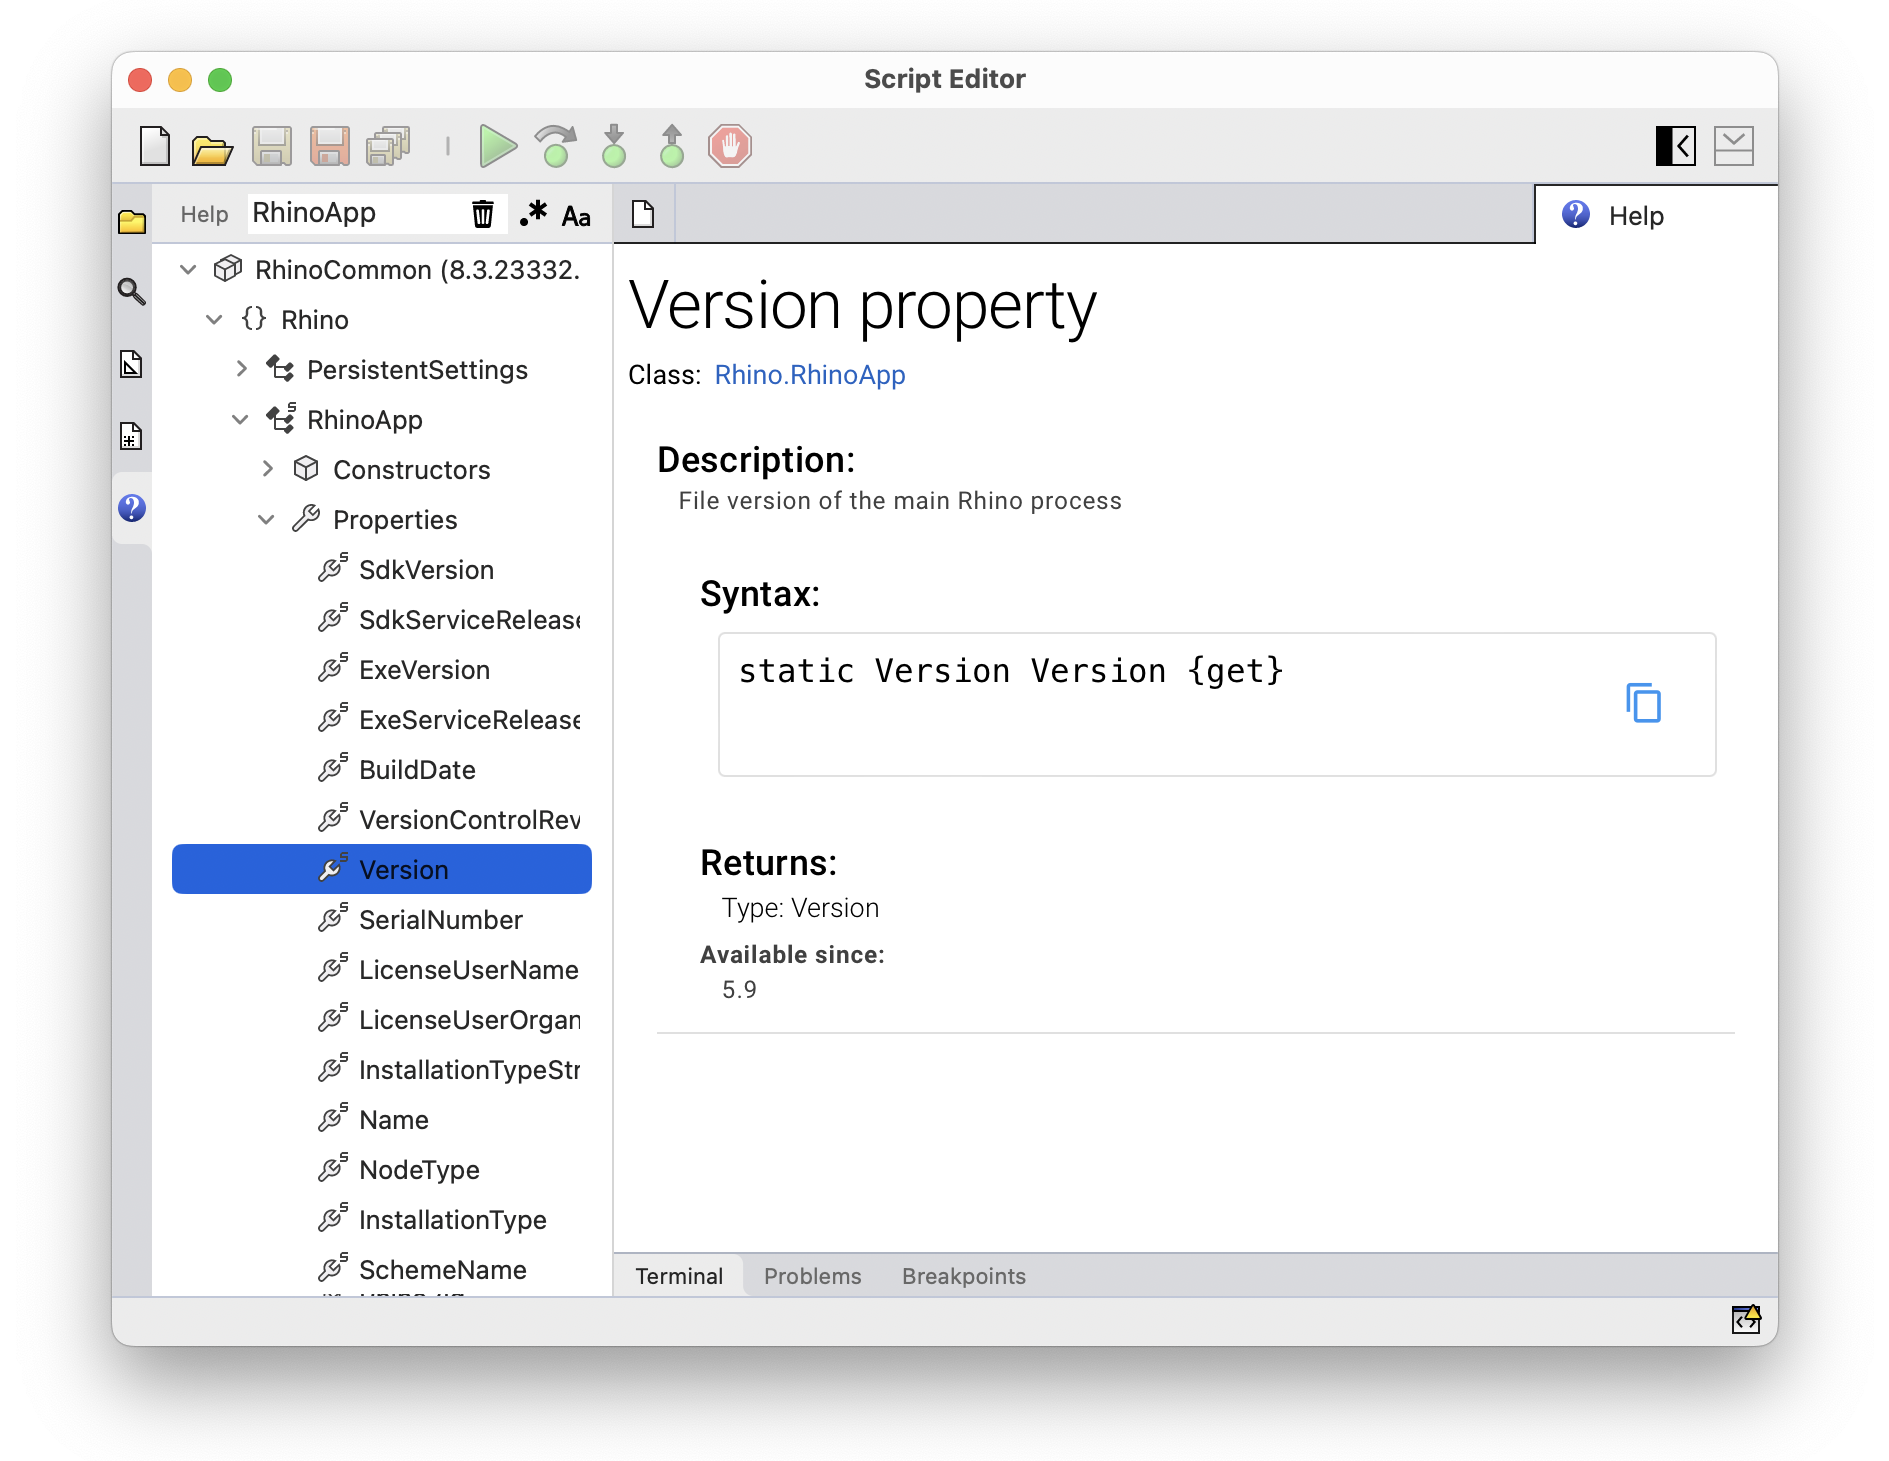 Script Editor
Help RhinoApp .* Aa
Help
RhinoCommon (8.3.23332.
{} Rhino
PersistentSettings
RhinoApp
Constructors
Properties
SdkVersion
SdkServiceRelease
ExeVersion
ExeServiceRelease
BuildDate
VersionControlRev
Version
SerialNumber
LicenseUserName
LicenseUserOrgan
InstallationTypeStr
Name
NodeType
InstallationType
SchemeName
Version property
Class: Rhino.RhinoApp
Description:
File version of the main Rhino process
Syntax:
static Version Version {get}
Returns:
Type: Version
Available since:
5.9
Terminal Problems Breakpoints